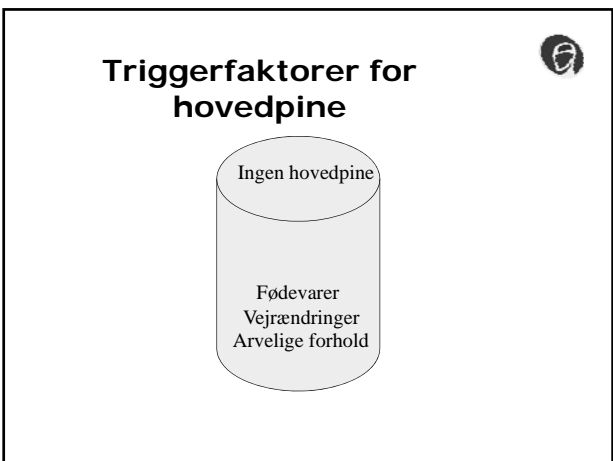 Triggerfaktorer for
hovedpine
Ingen hovedpine
Fødevarer
Vejrændringer
Arvelige forhold